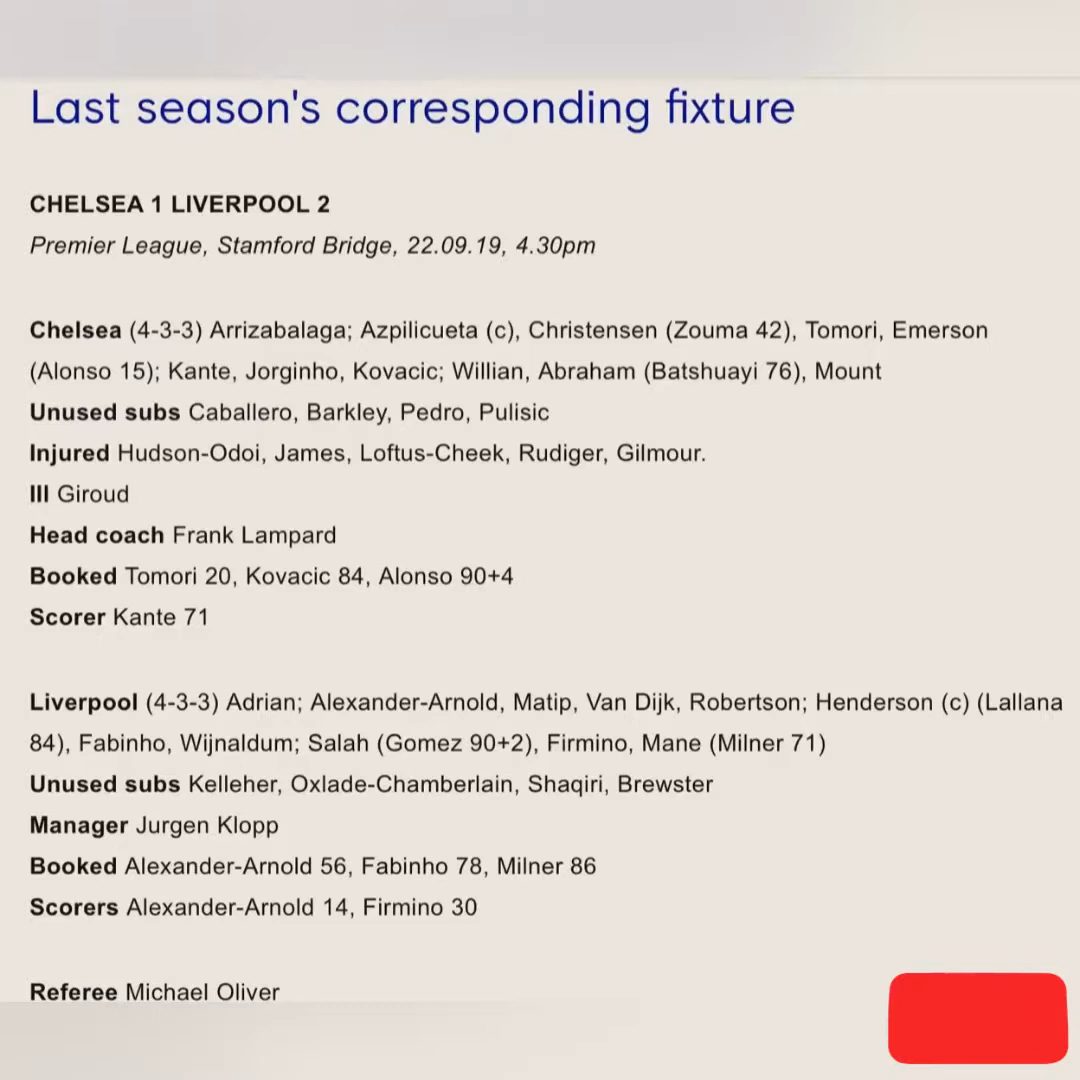 Last season's corresponding fixture
CHELSEA 1 LIVERPOOL 2
Premier League, Stamford Bridge, 22.09.19, 4.30pm
Chelsea (4-3-3) Arrizabalaga; Azpilicueta (c), Christensen (Zouma 42), Tomori, Emerson
(Alonso 15); Kante, Jorginho, Kovacic; Willian, Abraham (Batshuayi 76), Mount
Unused subs Caballero, Barkley, Pedro, Pulisic
Injured Hudson-Odoi, James, Loftus-Cheek, Rudiger, Gilmour.
Ill Giroud
Head coach Frank Lampard
Booked Tomori 20, Kovacic 84, Alonso 90+4
Scorer Kante 71
Liverpool (4-3-3) Adrian; Alexander-Arnold, Matip, Van Dijk, Robertson; Henderson (c) (Lallana
84), Fabinho, Wijnaldum; Salah (Gomez 90+2), Firmino, Mane (Milner 71)
Unused subs Kelleher, Oxlade-Chamberlain, Shaqiri, Brewster
Manager Jurgen Klopp
Booked Alexander-Arnold 56, Fabinho 78, Milner 86
Scorers Alexander-Arnold 14, Firmino 30
Referee Michael Oliver